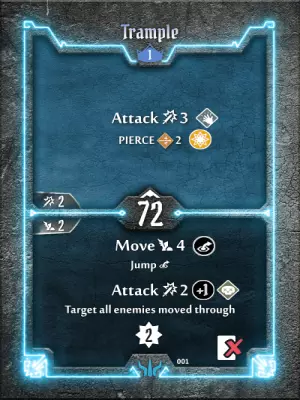 Trample
1
Attack 3
PIERCE 2
2
72
2
Move 4
Jump
Attack 2 +1
Target all enemies moved through
2
001